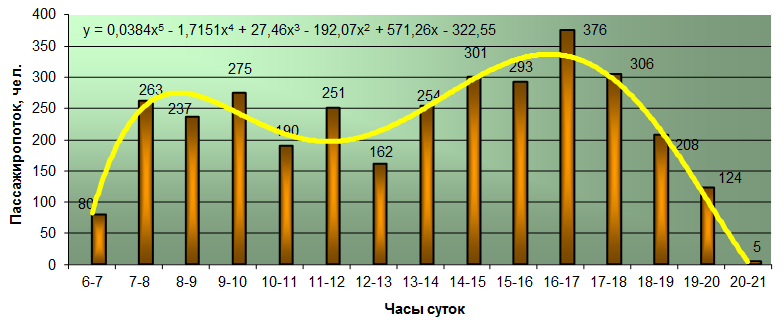 y = 0,0384x⁵ - 1,7151x⁴ + 27,46x³ - 192,07x² + 571,26x - 322,55
Пассажиропоток, чел.
400
350
300
250
200
150
100
50
0
80 263 237 275 190 251 162 254 301 293 376 306 208 124 5
6-7 7-8 8-9 9-10 10-11 11-12 12-13 13-14 14-15 15-16 16-17 17-18 18-19 19-20 20-21
Часы суток